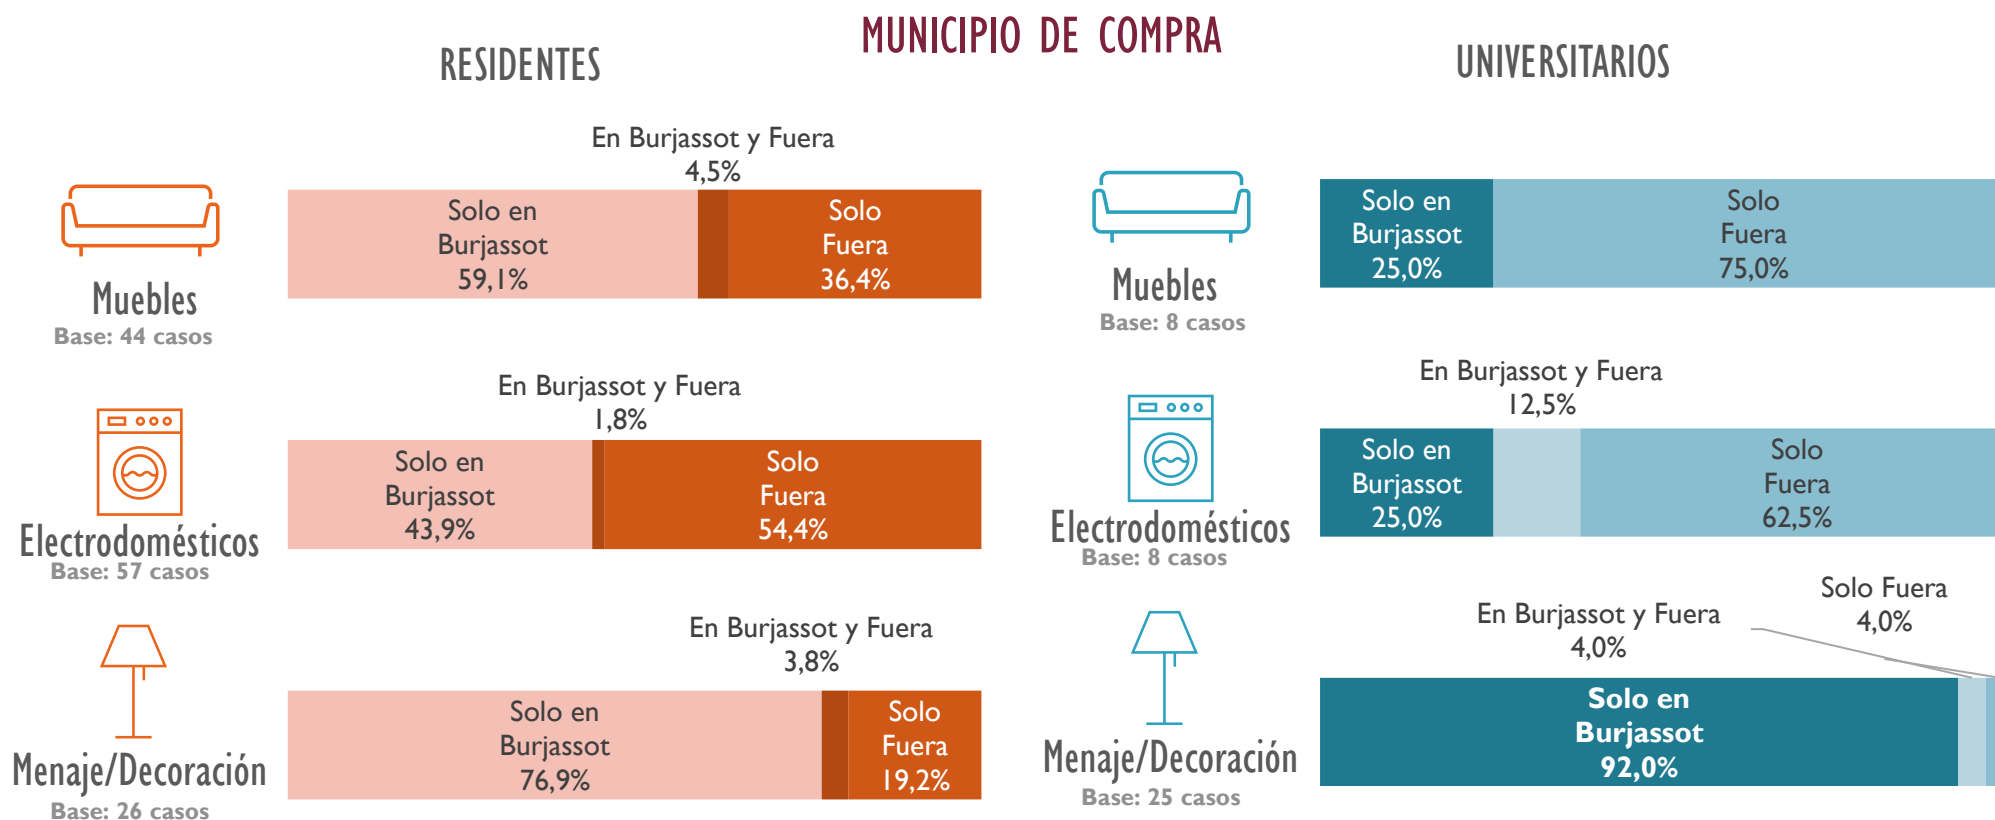 MUNICIPIO DE COMPRA
RESIDENTES
En Burjassot y Fuera
4,5%
Solo en
Burjassot
59,1%
Solo
Fuera
36,4%
Muebles
Base: 44 casos
En Burjassot y Fuera
1,8%
Solo en
Burjassot
43,9%
Solo
Fuera
54,4%
Electrodomésticos
Base: 57 casos
En Burjassot y Fuera
3,8%
Solo en
Burjassot
76,9%
Solo
Fuera
19,2%
Menaje/Decoración
Base: 26 casos
UNIVERSITARIOS
Solo en
Burjassot
25,0%
Solo
Fuera
75,0%
Muebles
Base: 8 casos
En Burjassot y Fuera
12,5%
Solo en
Burjassot
25,0%
Solo
Fuera
62,5%
Electrodomésticos
Base: 8 casos
En Burjassot y Fuera
4,0%
Solo Fuera
4,0%
Solo en
Burjassot
92,0%
Menaje/Decoración
Base: 25 casos